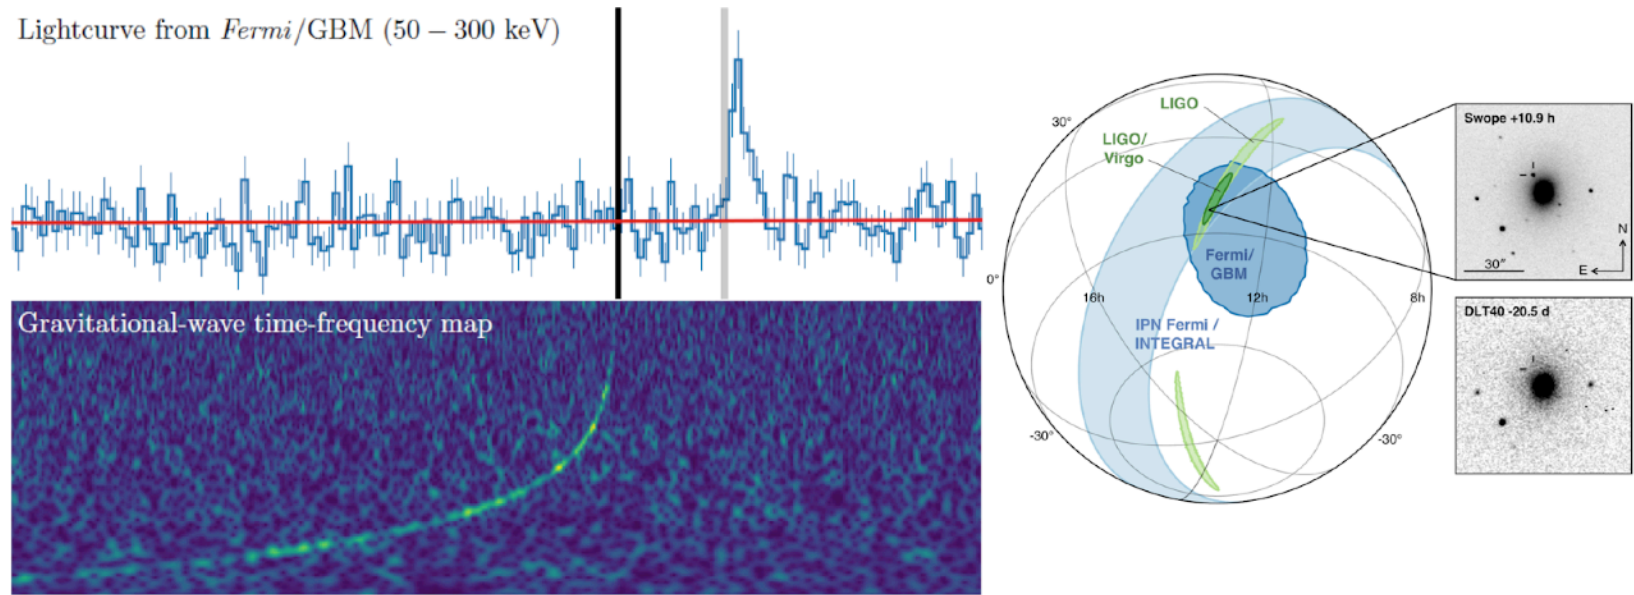 Lightcurve from Fermi/GBM (50 – 300 keV)
Gravitational-wave time-frequency map
LIGO
30°
LIGO/
Virgo
Fermi/
GBM
0°
16h
12h
8h
IPN Fermi /
INTEGRAL
-30°
-30°
Swope +10.9 h
N
30"
E
DLT40 -20.5 d